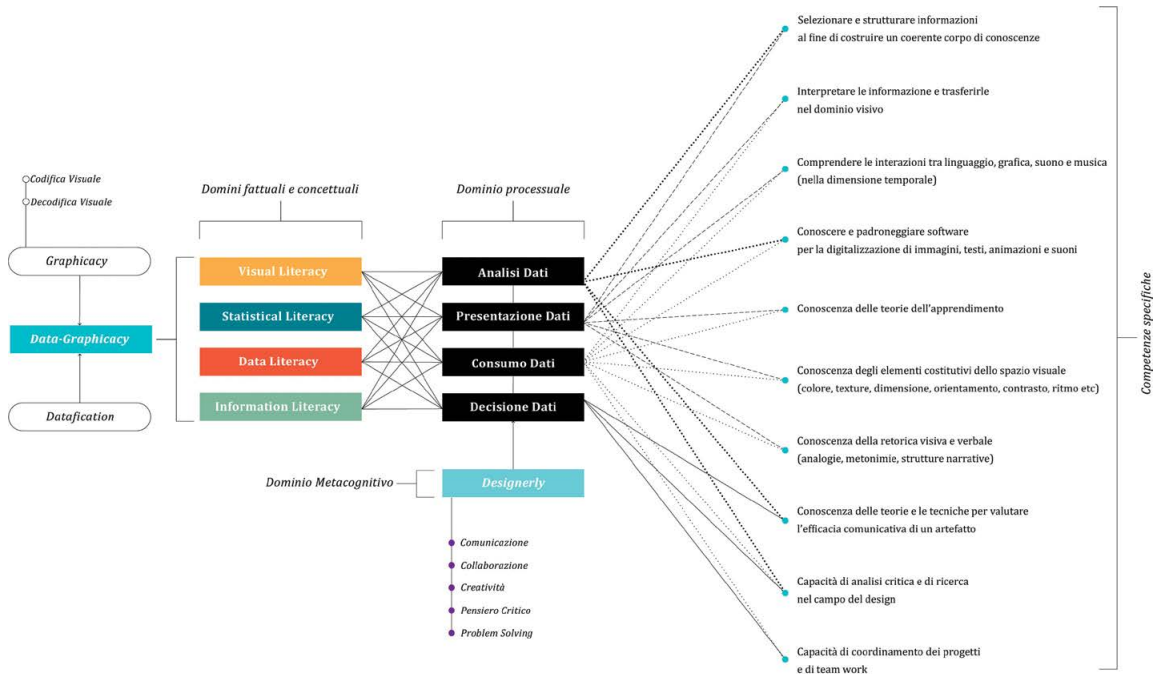 Codifica Visuale
Decodifica Visuale
Graphicacy
Data-Graphicacy
Datafication
Domini fattuali e concettuali
Visual Literacy
Statistical Literacy
Data Literacy
Information Literacy
Dominio processuale
Analisi Dati
Presentazione Dati
Consumo Dati
Decisione Dati
Dominio Metacognitivo
Designerly
Comunicazione
Collaborazione
Creatività
Pensiero Critico
Problem Solving
Selezionare e strutturare informazioni
al fine di costruire un coerente corpo di conoscenze
Interpretare le informazione e trasferirle
nel dominio visivo
Comprendere le interazioni tra linguaggio, grafica, suono e musica
(nella dimensione temporale)
Conoscere e padroneggiare software
per la digitalizzazione di immagini, testi, animazioni e suoni
Conoscenza delle teorie dell'apprendimento
Conoscenza degli elementi costitutivi dello spazio visuale
(colore, texture, dimensione, orientamento, contrasto, ritmo etc)
Conoscenza della retorica visiva e verbale
(analogie, metonimie, strutture narrative)
Conoscenza delle teorie e le tecniche per valutare
l'efficacia comunicativa di un artefatto
Capacità di analisi critica e di ricerca
nel campo del design
Capacità di coordinamento dei progetti
e di team work
Competenze specifiche